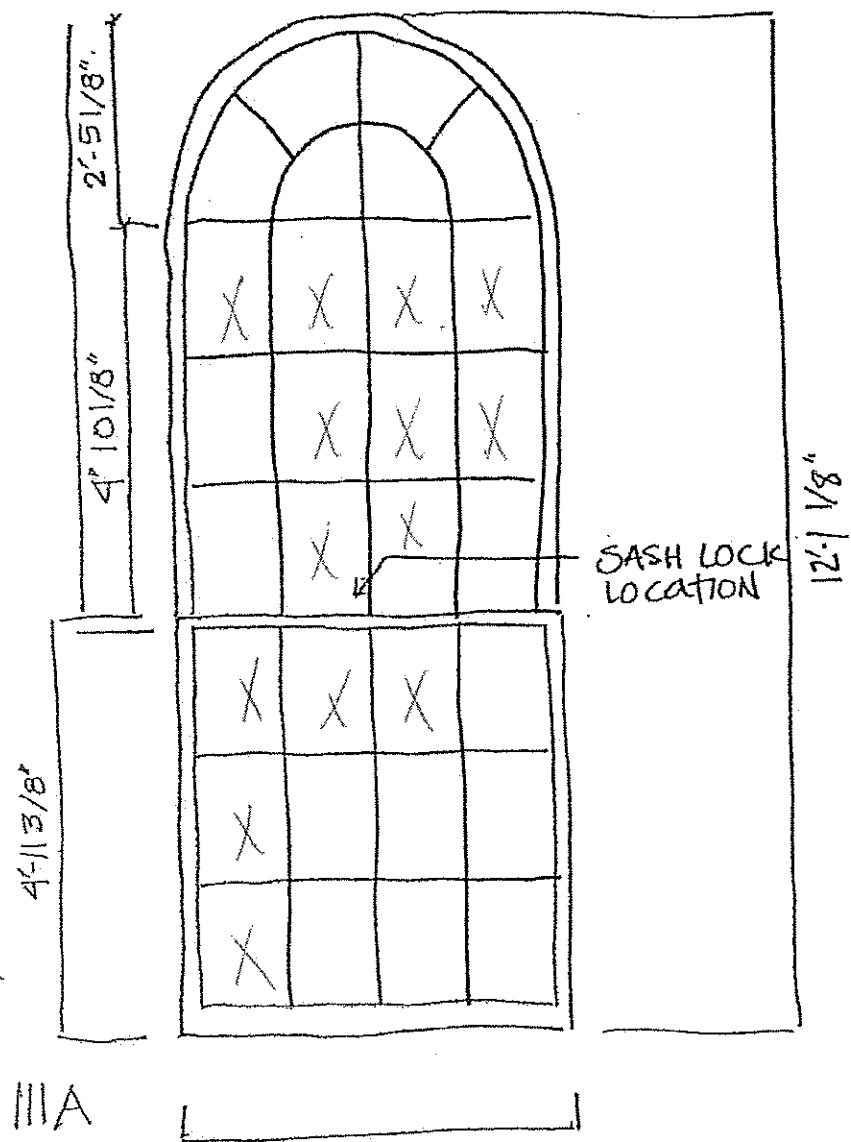 2'-5 1/8"
4" 10 1/8"
X X X X
X X X
X X
SASH LOCK
LOCATION
12'-1 1/8"
X X X
X
X
4'-11 3/8"
111A